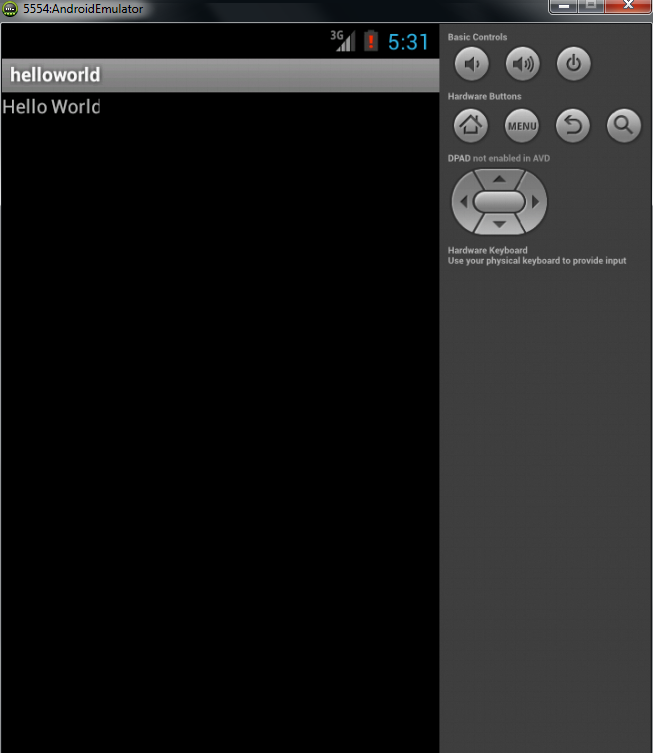 5554:AndroidEmulator
3G 5:31
helloworld
Hello World
Basic Controls
Hardware Buttons
MENU
DPAD not enabled in AVD
Hardware Keyboard
Use your physical keyboard to provide input